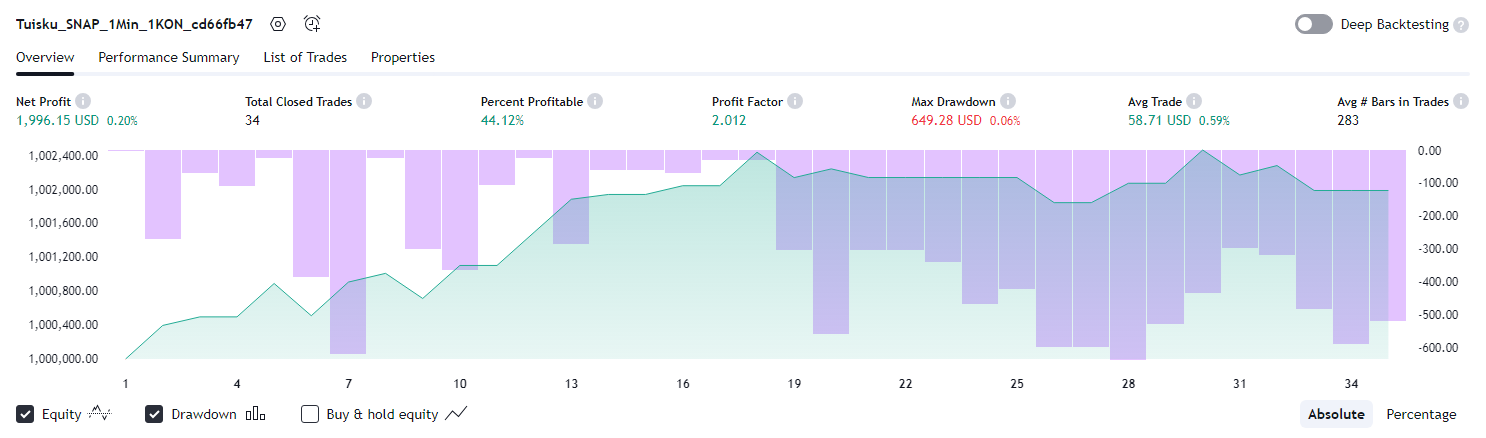 Tuisku_SNAP_1Min_1KON_cd66fb47 Deep Backtesting ?
Overview Performance Summary List of Trades Properties
Net Profit i Total Closed Trades i Percent Profitable i Profit Factor i Max Drawdown i Avg Trade i Avg # Bars in Trades i
1,996.15 USD 0.20% 34 44.12% 2.012 649.28 USD 0.06% 58.71 USD 0.59% 283
1,002,400.00 0.00
1,002,000.00 -100.00
1,001,600.00 -200.00
1,001,200.00 -300.00
1,000,800.00 -400.00
1,000,400.00 -500.00
1,000,000.00 -600.00
1 4 7 10 13 16 19 22 25 28 31 34
Equity Drawdown Buy & hold equity Absolute Percentage